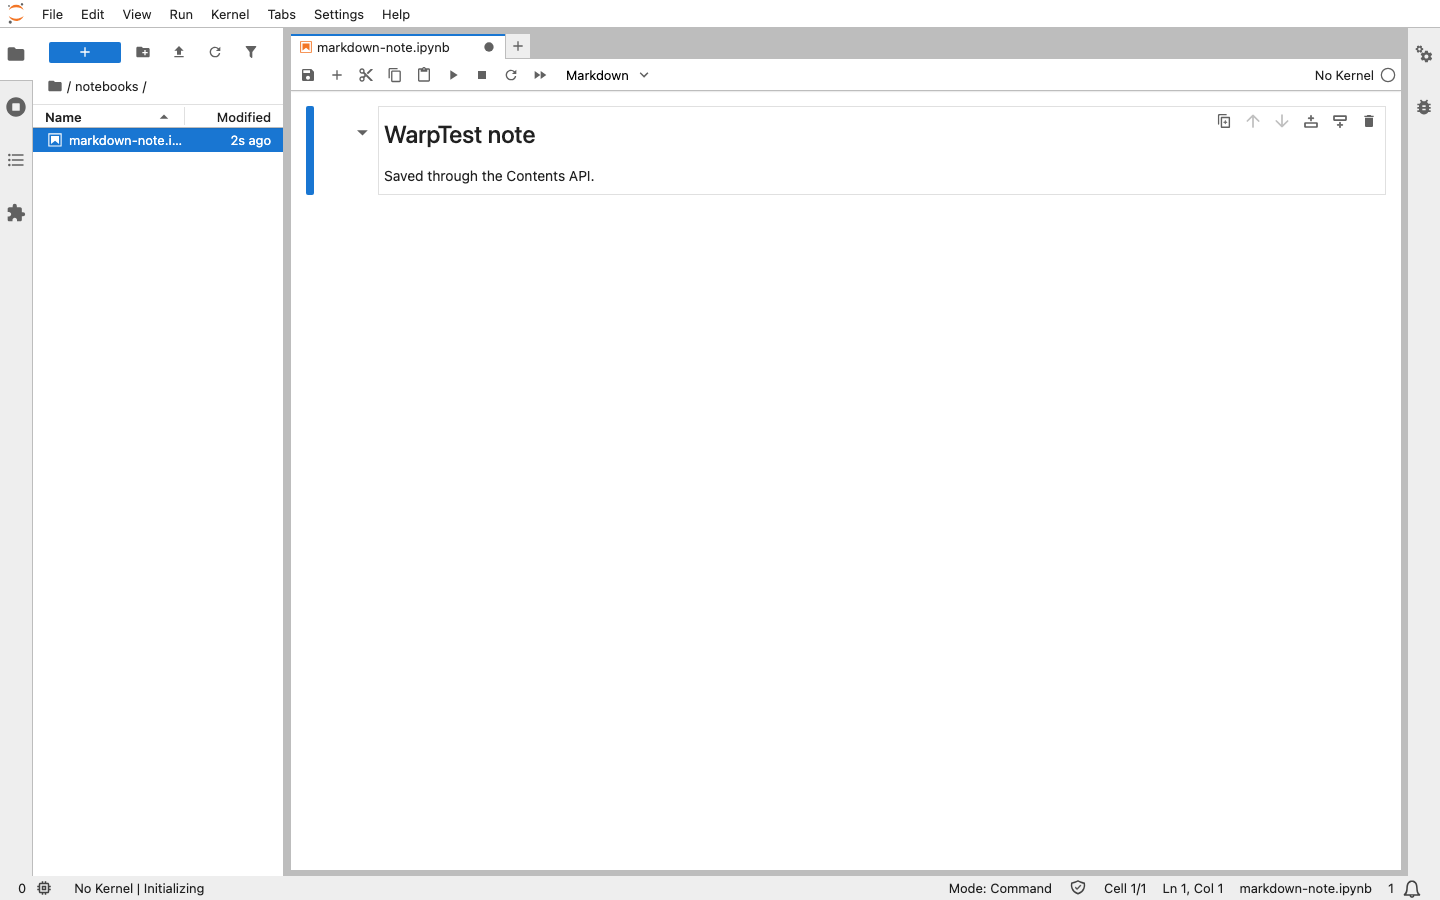 File Edit View Run Kernel Tabs Settings Help
markdown-note.ipynb
/ notebooks /
Markdown
No Kernel
Name Modified
markdown-note.i... 2s ago
WarpTest note
Saved through the Contents API.
0 No Kernel | Initializing Mode: Command Cell 1/1 Ln 1, Col 1 markdown-note.ipynb 1